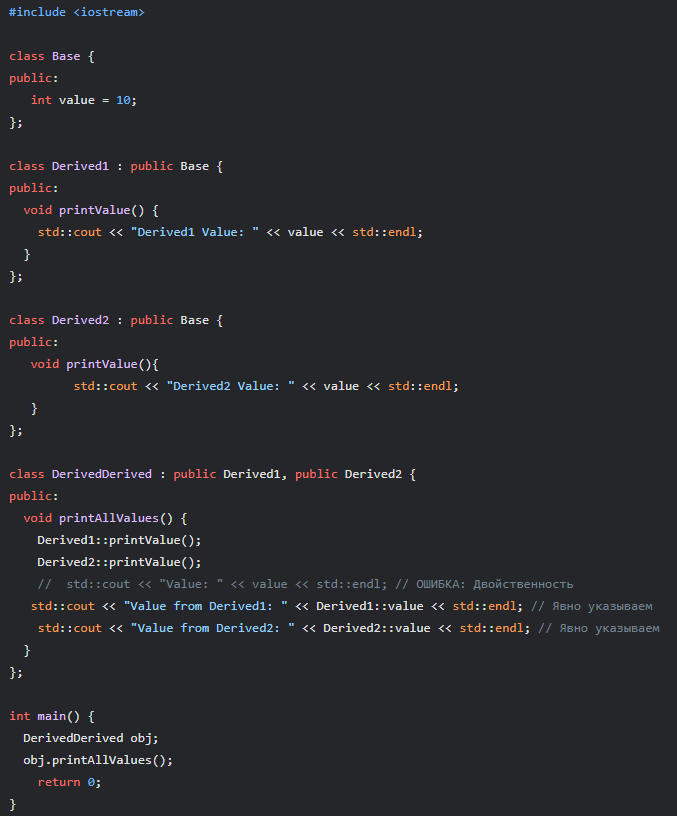 #include <iostream>

class Base {
public:
   int value = 10;
};

class Derived1 : public Base {
public:
  void printValue() {
    std::cout << "Derived1 Value: " << value << std::endl;
  }
};

class Derived2 : public Base {
public:
   void printValue(){
         std::cout << "Derived2 Value: " << value << std::endl;
   }
};

class DerivedDerived : public Derived1, public Derived2 {
public:
  void printAllValues() {
    Derived1::printValue();
    Derived2::printValue();
    //  std::cout << "Value: " << value << std::endl; // ОШИБКА: Двойственность
   std::cout << "Value from Derived1: " << Derived1::value << std::endl; // Явно указываем
    std::cout << "Value from Derived2: " << Derived2::value << std::endl; // Явно указываем
  }
};

int main() {
  DerivedDerived obj;
  obj.printAllValues();
    return 0;
}